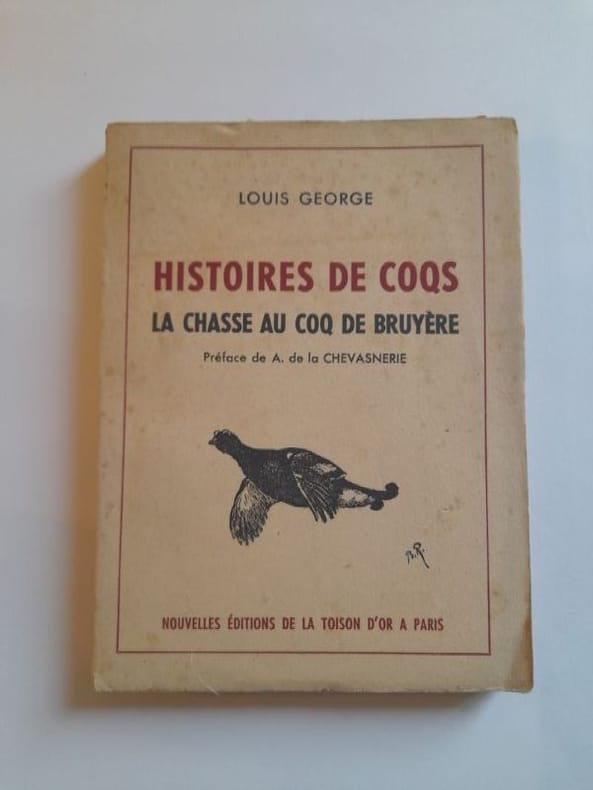 LOUIS GEORGE
HISTOIRES DE COQS
LA CHASSE AU COQ DE BRUYÈRE
Préface de A. de la CHEVASNERIE
B.R.
NOUVELLES ÉDITIONS DE LA TOISON D'OR A PARIS